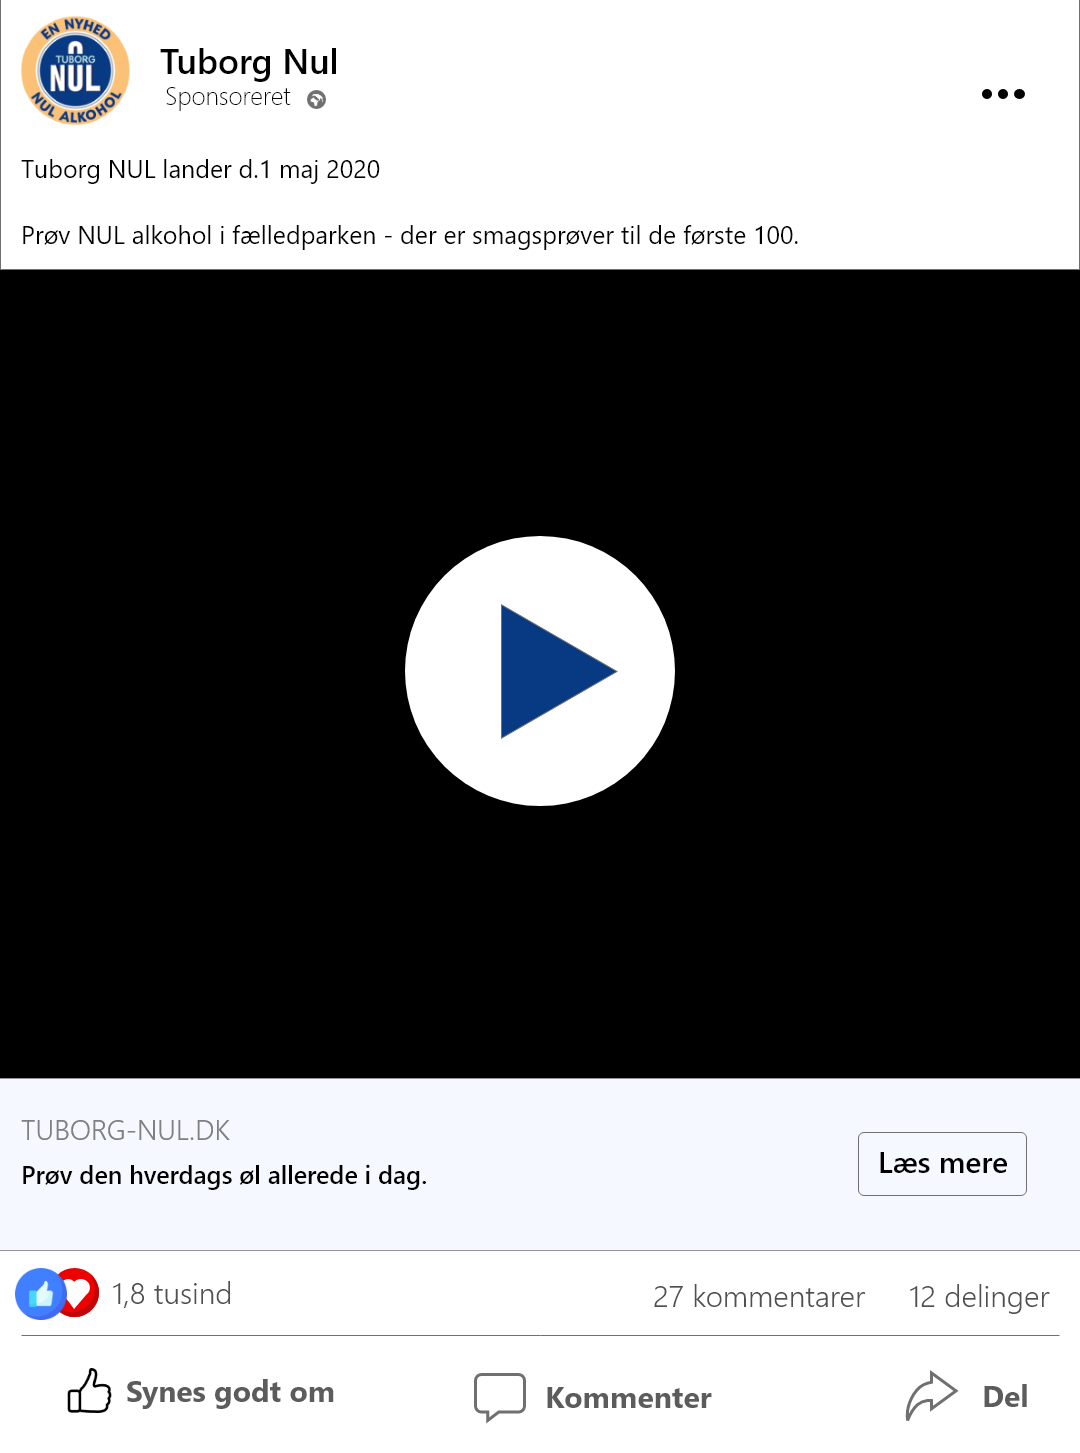 EN NYHED
TUBORG
NUL
NUL ALKOHOL
Tuborg Nul
Sponsoreret
Tuborg NUL lander d.1 maj 2020
Prøv NUL alkohol i fælledparken - der er smagsprøver til de første 100.
TUBORG-NUL.DK
Prøv den hverdags øl allerede i dag.
Læs mere
1,8 tusind
27 kommentarer
12 delinger
Synes godt om
Kommenter
Del